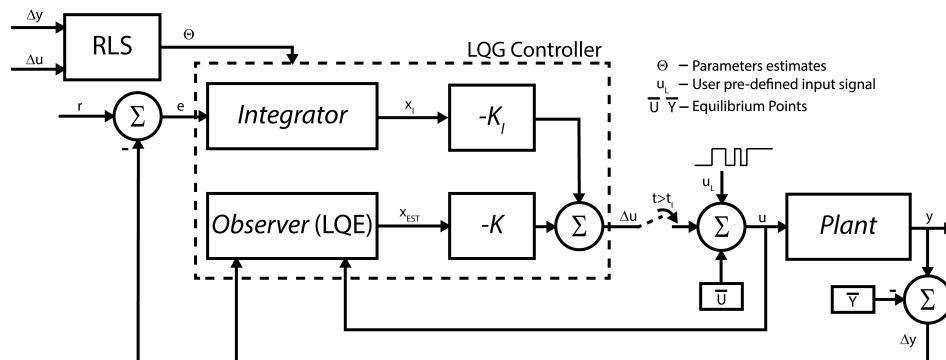 Δy
RLS
Θ
Δu
LQG Controller
Θ – Parameters estimates
u_L – User pre-defined input signal
U̅ Y̅ – Equilibrium Points
r
Σ
e
-
Integrator
x_I
-K_I
Observer (LQE)
x_EST
-K
Σ
Δu
t>t_I
u_L
Σ
u
Plant
y
U̅
Y̅
-
Σ
Δy